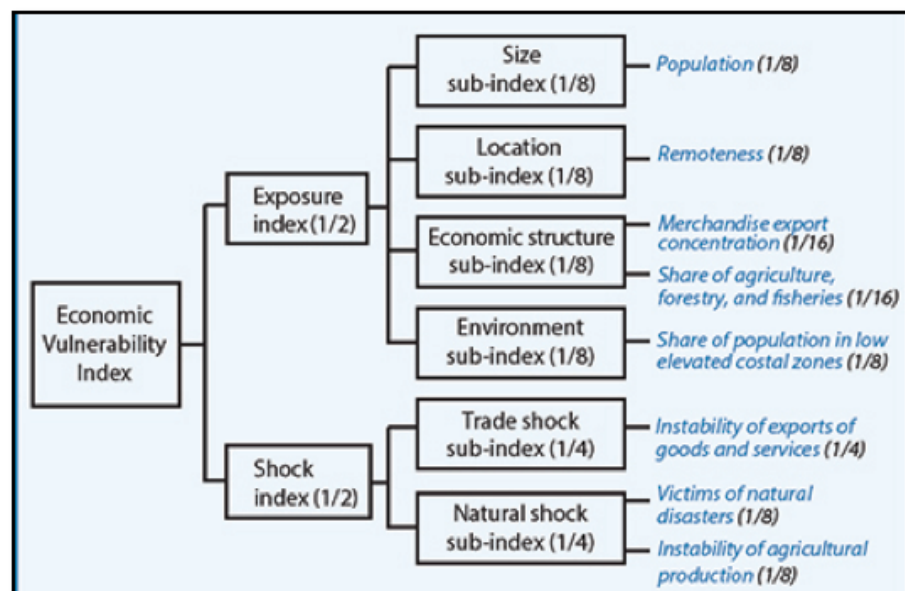 Economic
Vulnerability
Index
Exposure
index (1/2)
Shock
index (1/2)
Size
sub-index (1/8)
Location
sub-index (1/8)
Economic structure
sub-index (1/8)
Environment
sub-index (1/8)
Trade shock
sub-index (1/4)
Natural shock
sub-index (1/4)
Population (1/8)
Remoteness (1/8)
Merchandise export
concentration (1/16)
Share of agriculture,
forestry, and fisheries (1/16)
Share of population in low
elevated costal zones (1/8)
Instability of exports of
goods and services (1/4)
Victims of natural
disasters (1/8)
Instability of agricultural
production (1/8)